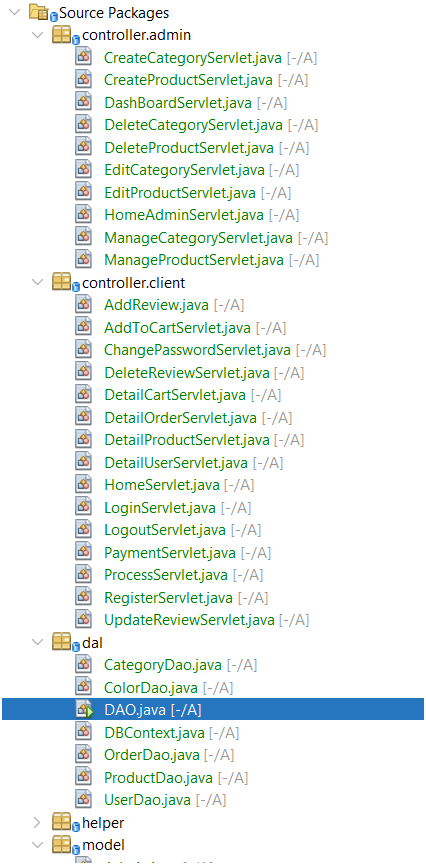 Source Packages
controller.admin
CreateCategoryServlet.java [-/A]
CreateProductServlet.java [-/A]
DashBoardServlet.java [-/A]
DeleteCategoryServlet.java [-/A]
DeleteProductServlet.java [-/A]
EditCategoryServlet.java [-/A]
EditProductServlet.java [-/A]
HomeAdminServlet.java [-/A]
ManageCategoryServlet.java [-/A]
ManageProductServlet.java [-/A]
controller.client
AddReview.java [-/A]
AddToCartServlet.java [-/A]
ChangePasswordServlet.java [-/A]
DeleteReviewServlet.java [-/A]
DetailCartServlet.java [-/A]
DetailOrderServlet.java [-/A]
DetailProductServlet.java [-/A]
DetailUserServlet.java [-/A]
HomeServlet.java [-/A]
LoginServlet.java [-/A]
LogoutServlet.java [-/A]
PaymentServlet.java [-/A]
ProcessServlet.java [-/A]
RegisterServlet.java [-/A]
UpdateReviewServlet.java [-/A]
dal
CategoryDao.java [-/A]
ColorDao.java [-/A]
DAO.java [-/A]
DBContext.java [-/A]
OrderDao.java [-/A]
ProductDao.java [-/A]
UserDao.java [-/A]
helper
model